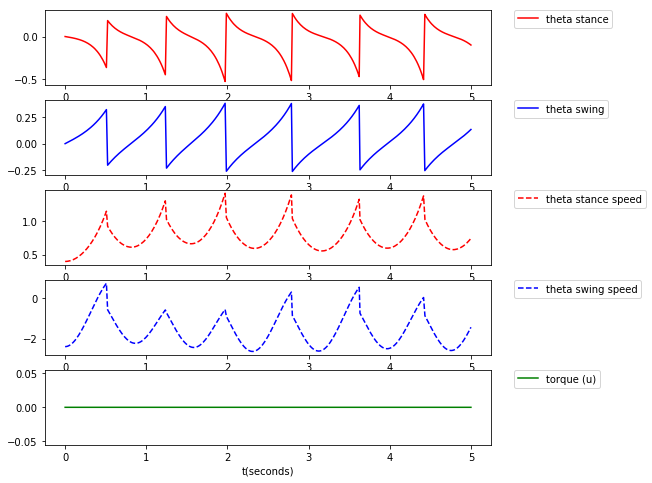 0.0
−0.5
0 1 2 3 4 5
theta stance
0.25
0.00
−0.25
0 1 2 3 4 5
theta swing
1.0
0.5
0 1 2 3 4 5
theta stance speed
0
−2
0 1 2 3 4 5
theta swing speed
0.05
0.00
−0.05
0 1 2 3 4 5
t(seconds)
torque (u)